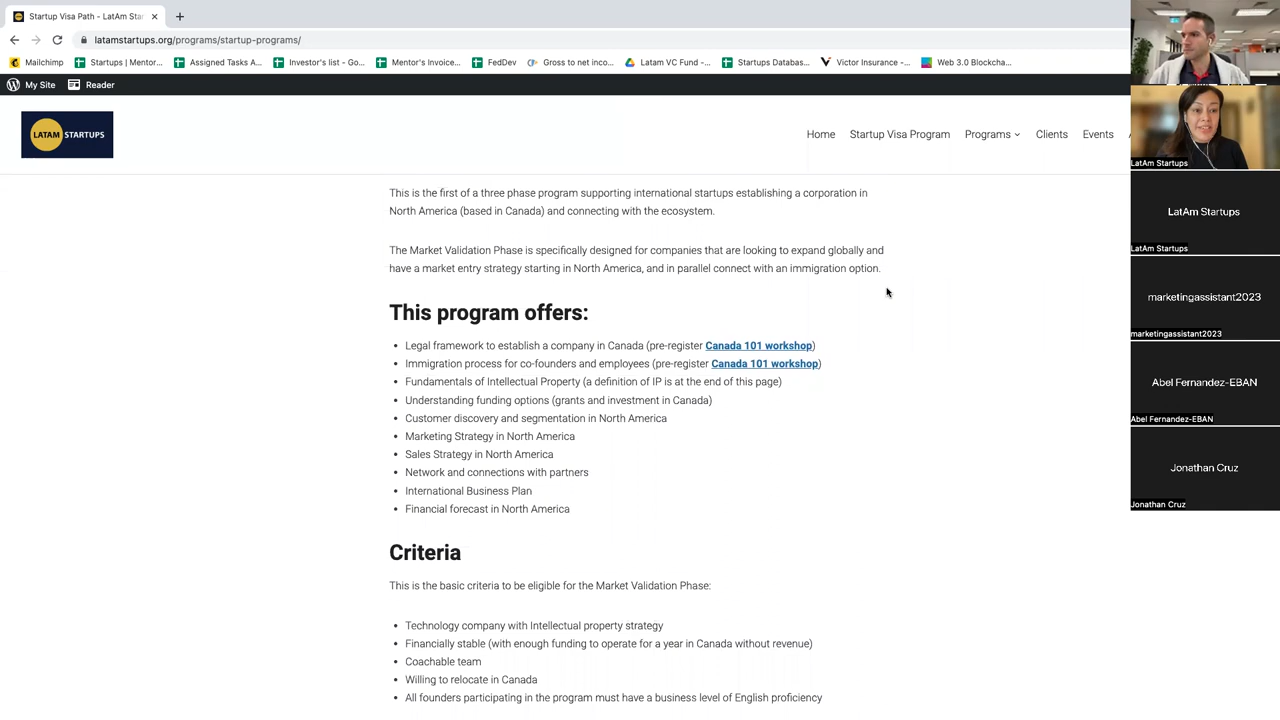 Startup Visa Path - LatAm Star
latamstartups.org/programs/startup-programs/
Mailchimp
Startups | Mentor...
Assigned Tasks A...
Investor's list - Go...
Mentor's Invoice...
FedDev
Gross to net inco...
Latam VC Fund -...
Startups Databas...
Victor Insurance -...
Web 3.0 Blockcha...
My Site
Reader
LATAM STARTUPS
Home
Startup Visa Program
Programs
Clients
Events
This is the first of a three phase program supporting international startups establishing a corporation in
North America (based in Canada) and connecting with the ecosystem.
The Market Validation Phase is specifically designed for companies that are looking to expand globally and
have a market entry strategy starting in North America, and in parallel connect with an immigration option.
This program offers:
Legal framework to establish a company in Canada (pre-register Canada 101 workshop)
Immigration process for co-founders and employees (pre-register Canada 101 workshop)
Fundamentals of Intellectual Property (a definition of IP is at the end of this page)
Understanding funding options (grants and investment in Canada)
Customer discovery and segmentation in North America
Marketing Strategy in North America
Sales Strategy in North America
Network and connections with partners
International Business Plan
Financial forecast in North America
Criteria
This is the basic criteria to be eligible for the Market Validation Phase:
Technology company with Intellectual property strategy
Financially stable (with enough funding to operate for a year in Canada without revenue)
Coachable team
Willing to relocate in Canada
All founders participating in the program must have a business level of English proficiency
LatAm Startups
LatAm Startups
LatAm Startups
marketingassistant2023
marketingassistant2023
Abel Fernandez-EBAN
Abel Fernandez-EBAN
Jonathan Cruz
Jonathan Cruz